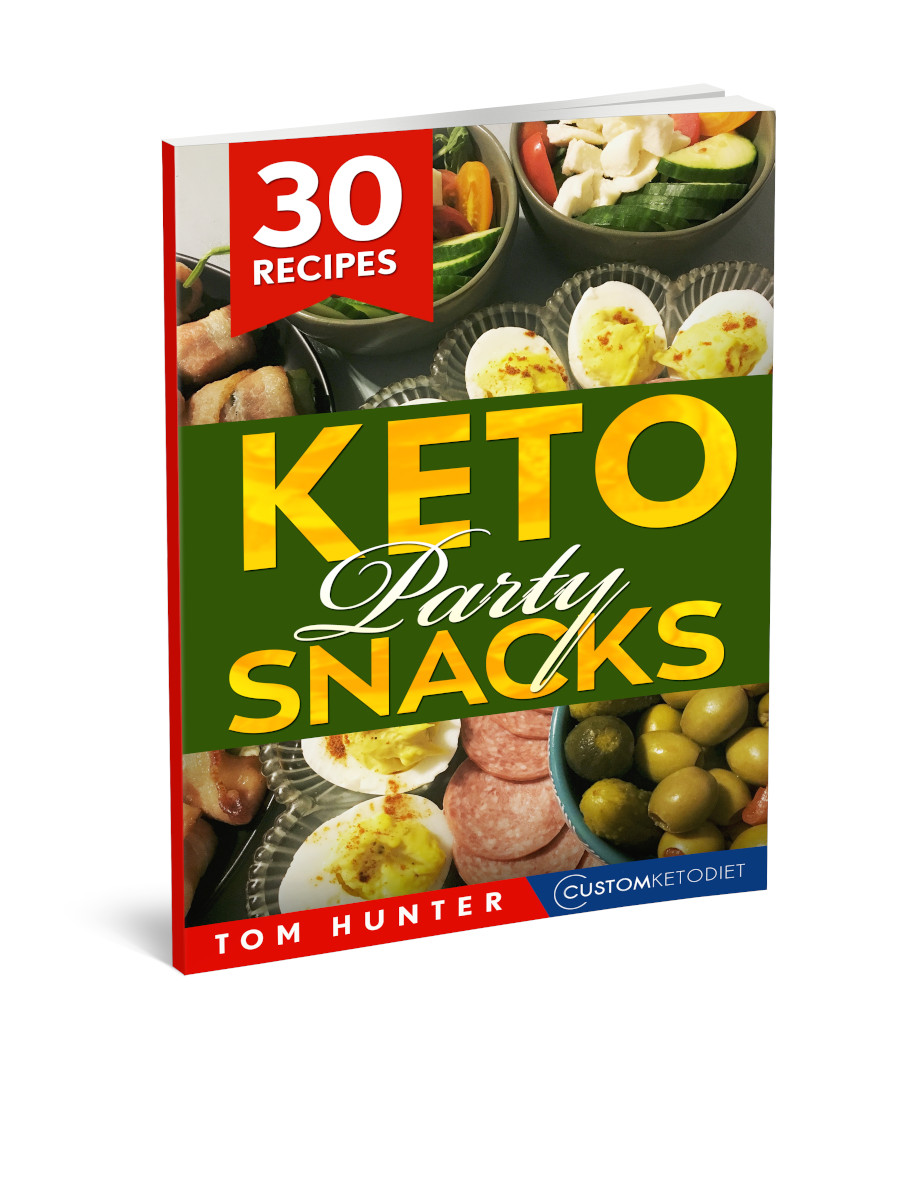 30
RECIPES
KETO
Party
SNACKS
TOM HUNTER
CUSTOMKETODIET